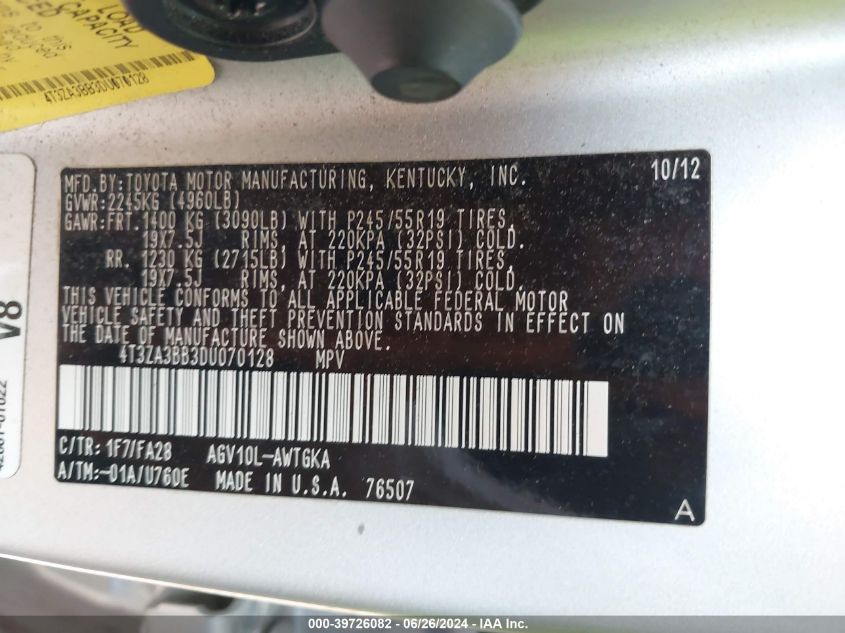 LOAD
CAPACITY
4T3ZA3BB3DU070128
V8
MFD.BY:TOYOTA MOTOR MANUFACTURING, KENTUCKY, INC. 10/12
GVWR:2245KG (4960LB)
GAWR:FRT.1400 KG (3090LB) WITH P245/55R19 TIRES,
19X7.5J RIMS, AT 220KPA (32PSI) COLD.
RR. 1230 KG (2715LB) WITH P245/55R19 TIRES,
19X7.5J RIMS, AT 220KPA (32PSI) COLD.
THIS VEHICLE CONFORMS TO ALL APPLICABLE FEDERAL MOTOR
VEHICLE SAFETY AND THEFT PREVENTION STANDARDS IN EFFECT ON
THE DATE OF MANUFACTURE SHOWN ABOVE.
4T3ZA3BB3DU070128 MPV
C/TR: 1F7/FA28 AGV10L-AWTGKA
A/TM:-01A/U760E MADE IN U.S.A. 76507
A
000-39726082 - 06/26/2024 - IAA Inc.